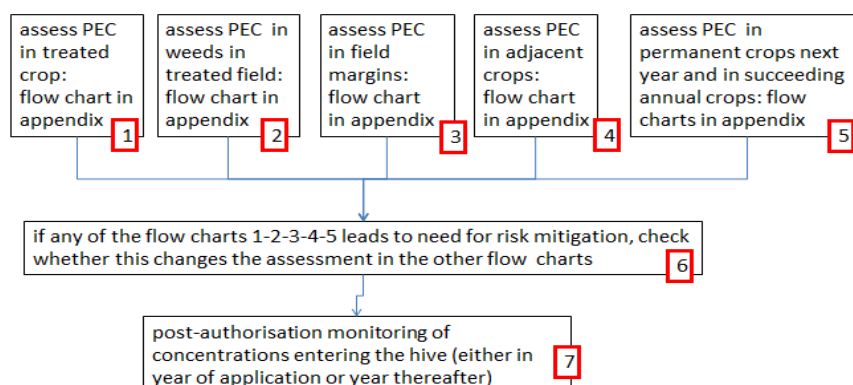 assess PEC
in treated
crop:
flow chart in
appendix
1
assess PEC in
weeds in
treated field:
flow chart in
appendix
2
assess PEC
in field
margins:
flow chart
in appendix
3
assess PEC
in adjacent
crops:
flow chart
in appendix
4
assess PEC in
permanent crops next
year and in succeeding
annual crops: flow
charts in appendix
5
if any of the flow charts 1-2-3-4-5 leads to need for risk mitigation, check
whether this changes the assessment in the other flow charts
6
post-authorisation monitoring of
concentrations entering the hive (either in
year of application or year thereafter)
7